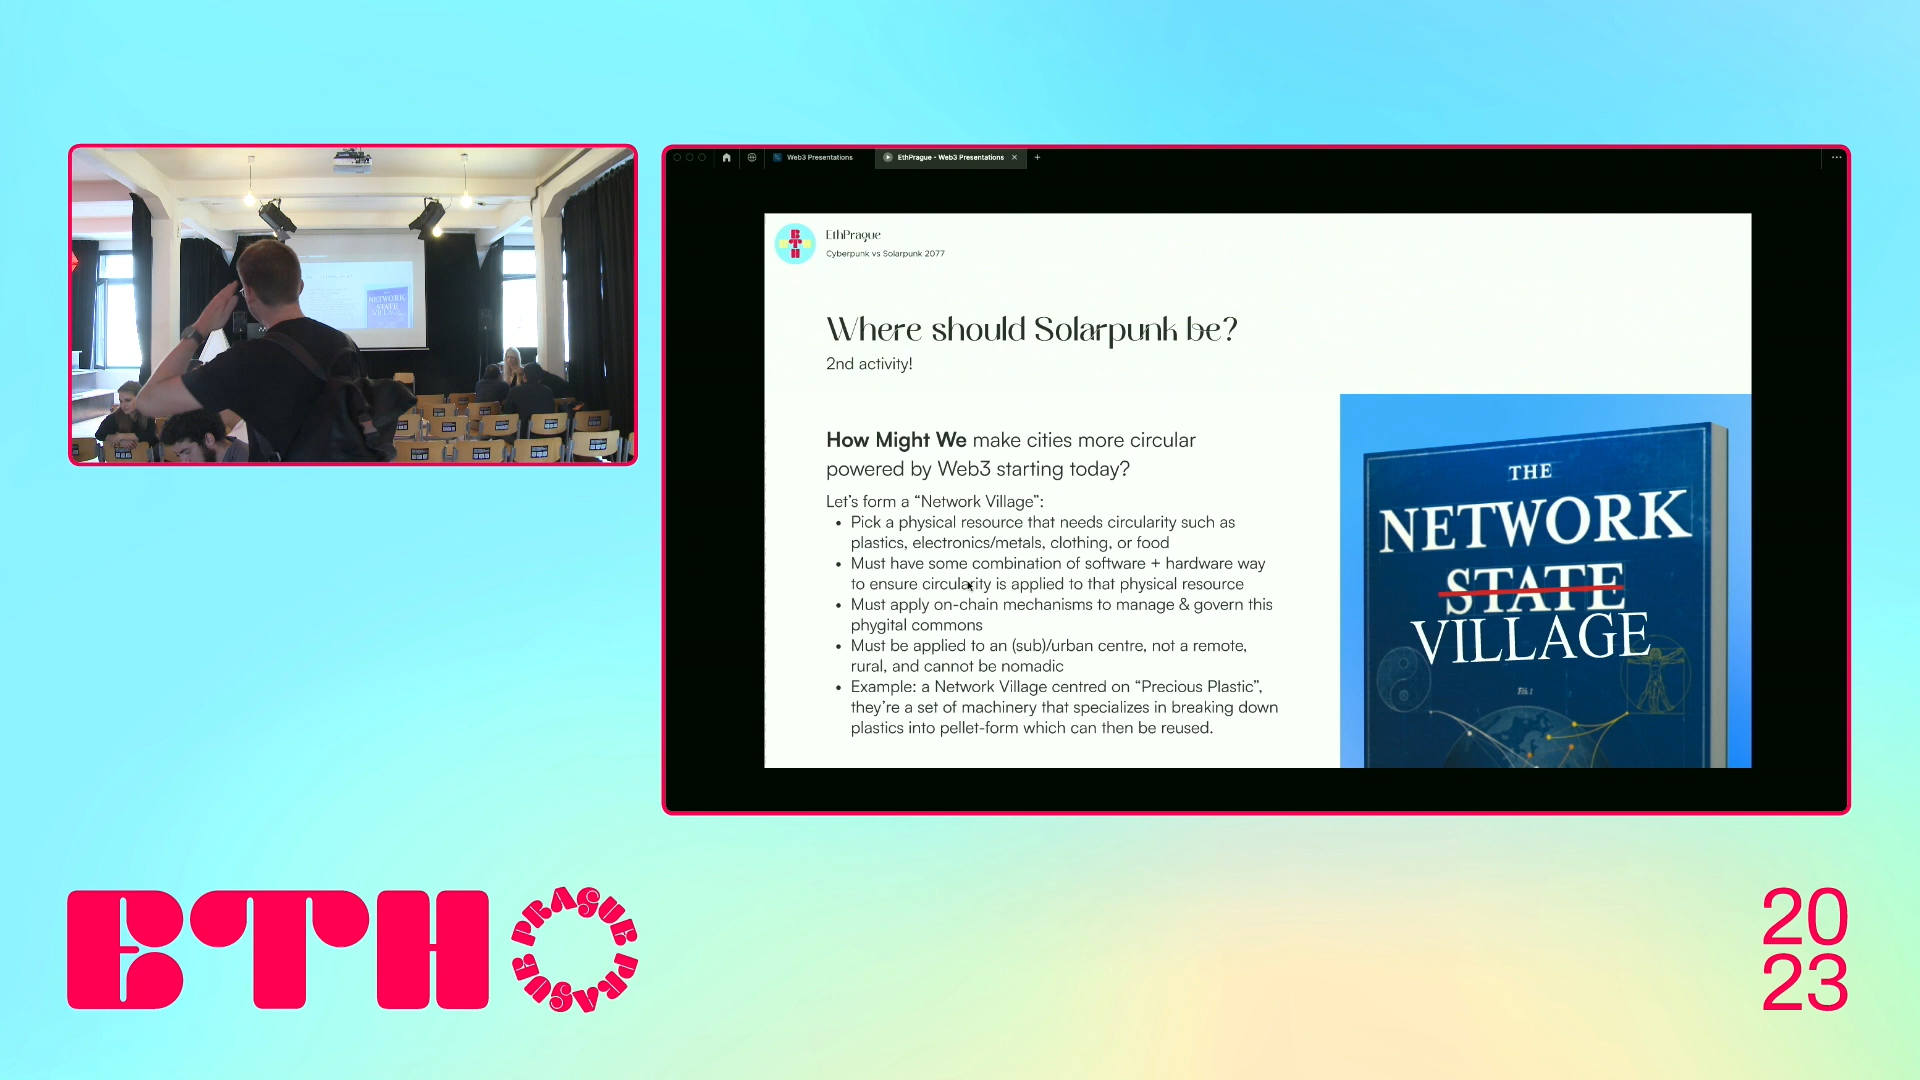 Web3 Presentations
EthPrague - Web3 Presentations
EthPrague
Cyberpunk vs Solarpunk 2077
Where should Solarpunk be?
2nd activity!
How Might We make cities more circular
powered by Web3 starting today?
Let's form a “Network Village”:
• Pick a physical resource that needs circularity such as
plastics, electronics/metals, clothing, or food
• Must have some combination of software + hardware way
to ensure circularity is applied to that physical resource
• Must apply on-chain mechanisms to manage & govern this
phygital commons
• Must be applied to an (sub)/urban centre, not a remote,
rural, and cannot be nomadic
• Example: a Network Village centred on “Precious Plastic”,
they're a set of machinery that specializes in breaking down
plastics into pellet-form which can then be reused.
THE
NETWORK
STATE
VILLAGE
NETWORK
STATE
ETH
PRAGUE PRAGUE
20
23